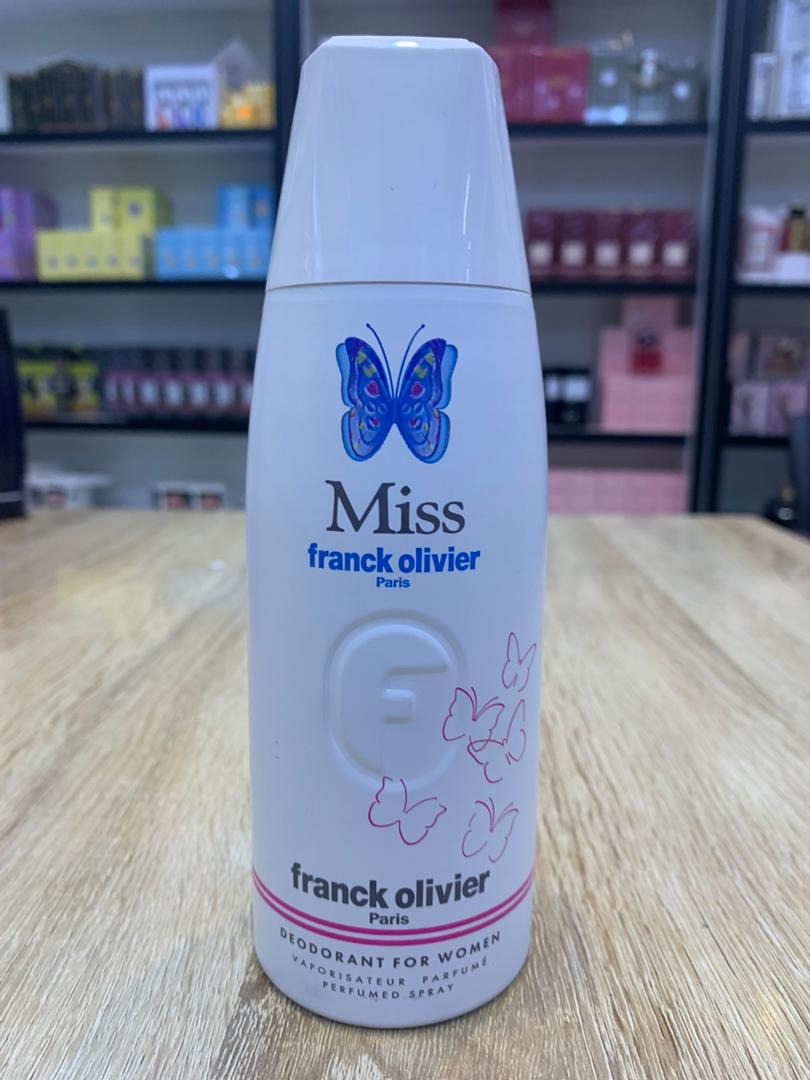 Miss
franck olivier
Paris
F
franck olivier
Paris
DEODORANT FOR WOMEN
VAPORISATEUR PARFUMÉ
PERFUMED SPRAY